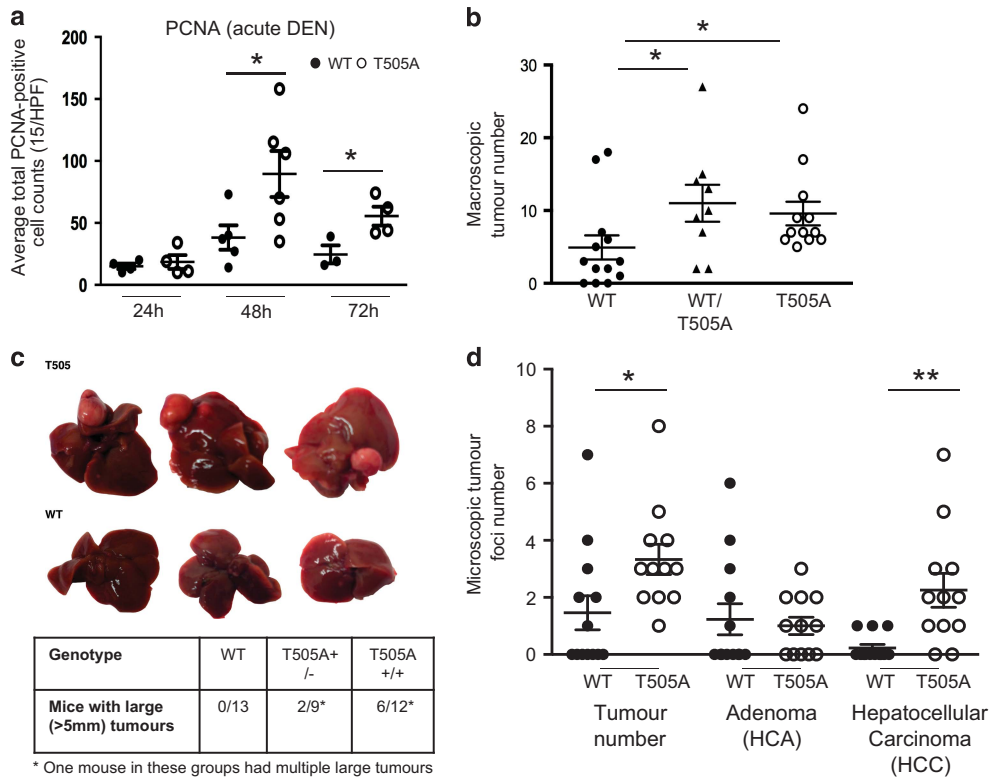 a
PCNA (acute DEN)
Average total PCNA-positive
cell counts (15/HPF)
200
150
100
50
0
WT T505A
*
*
24h
48h
72h
b
Macroscopic
tumour number
30
20
10
0
*
*
WT
WT/
T505A
T505A
c
T505
WT
Genotype
WT
T505A+
/-
T505A
+/+
Mice with large
(>5mm) tumours
0/13
2/9*
6/12*
* One mouse in these groups had multiple large tumours
d
Microscopic tumour
foci number
10
8
6
4
2
0
*
**
WT
T505A
WT
T505A
WT
T505A
Tumour
number
Adenoma
(HCA)
Hepatocellular
Carcinoma
(HCC)